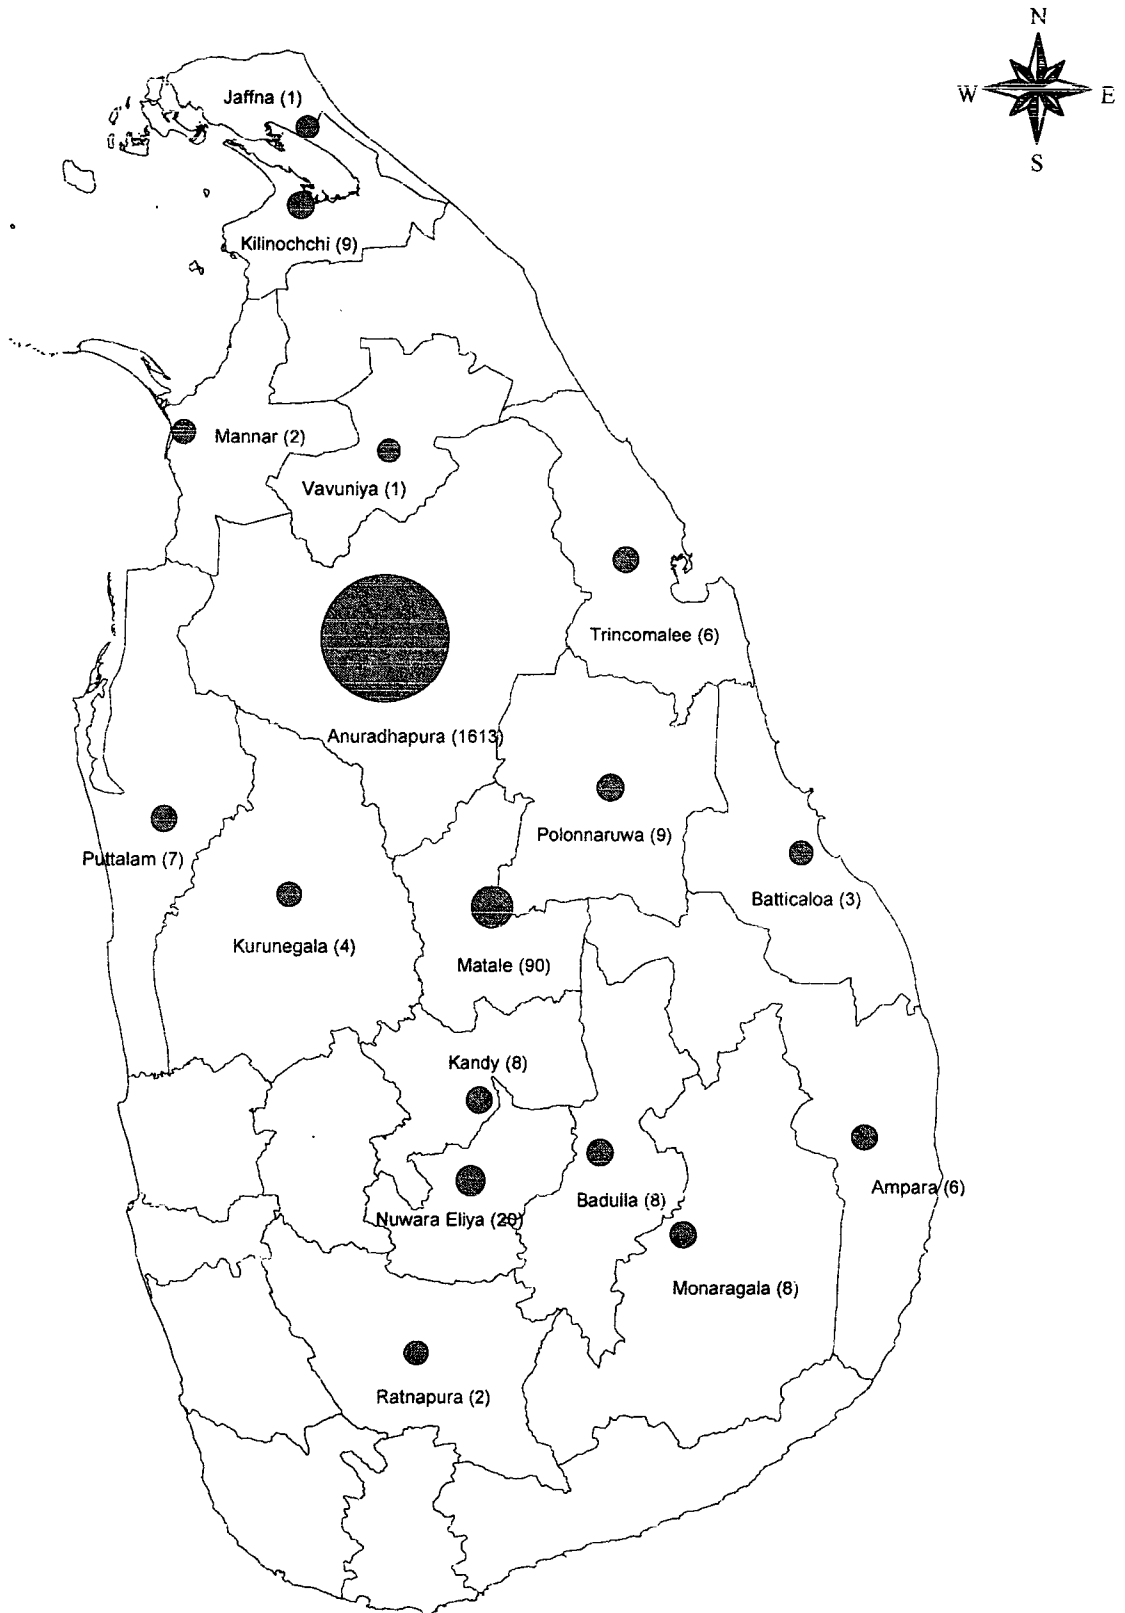 N
W E
S
Jaffna (1)
Kilinochchi (9)
Mannar (2)
Vavuniya (1)
Trincomalee (6)
Anuradhapura (1613)
Polonnaruwa (9)
Puttalam (7)
Batticaloa (3)
Kurunegala (4)
Matale (90)
Kandy (8)
Ampara (6)
Badulla (8)
Nuwara Eliya (20)
Monaragala (8)
Ratnapura (2)